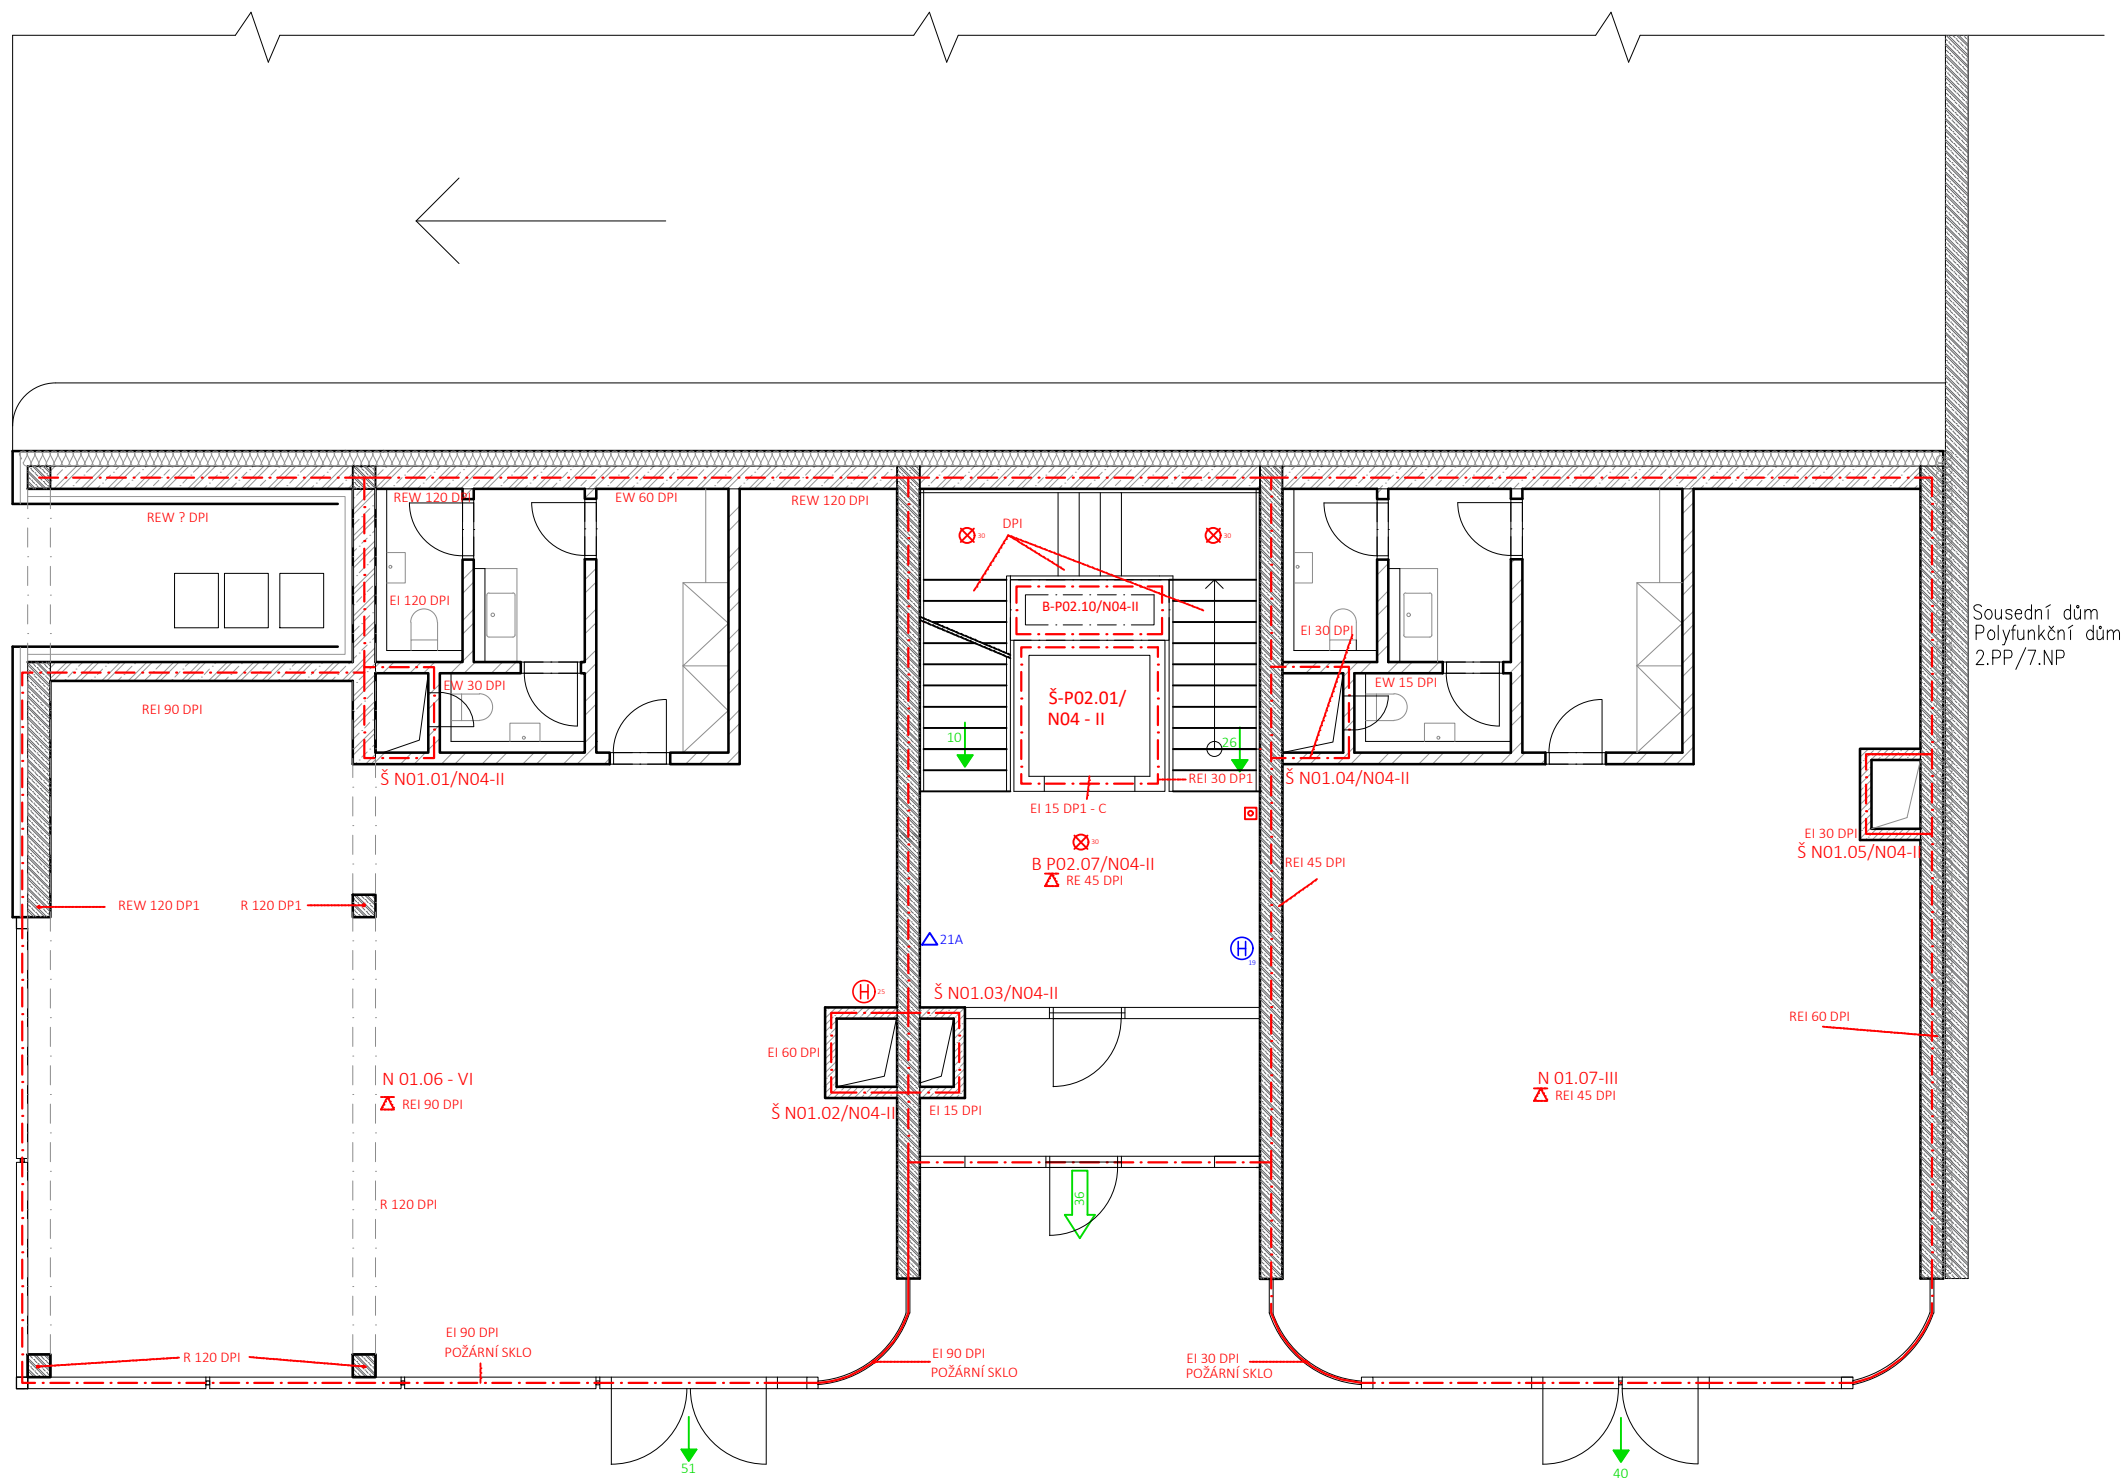 REW 120 DPI
EW 60 DPI
REW 120 DPI
REW ? DPI
DPI
30
30
EI 120 DPI
B-P02.10/N04-II
EI 30 DPI
Sousední dům
Polyfunkční dům
2.PP/7.NP
EW 30 DPI
EW 15 DPI
REI 90 DPI
Š-P02.01/
N04 - II
10
26
Š N01.01/N04-II
REI 30 DP1
Š N01.04/N04-II
EI 15 DP1 - C
30
EI 30 DPI
Š N01.05/N04-II
B P02.07/N04-II
RE 45 DPI
REI 45 DPI
REW 120 DP1
R 120 DP1
21A
H
19
H
25
Š N01.03/N04-II
REI 60 DPI
EI 60 DPI
N 01.06 - VI
REI 90 DPI
N 01.07-III
REI 45 DPI
Š N01.02/N04-II
EI 15 DPI
R 120 DPI
36
EI 90 DPI
POŽÁRNÍ SKLO
R 120 DPI
EI 90 DPI
POŽÁRNÍ SKLO
EI 30 DPI
POŽÁRNÍ SKLO
51
40